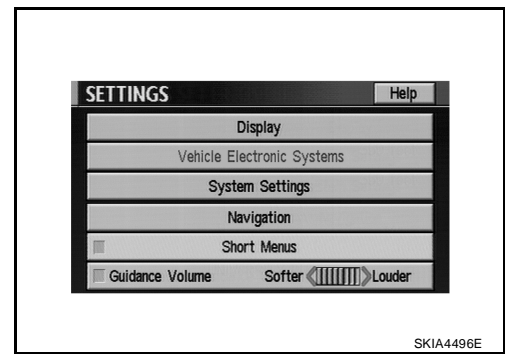 SETTINGS Help
Display
Vehicle Electronic Systems
System Settings
Navigation
Short Menus
Guidance Volume Softer Louder
SKIA4496E